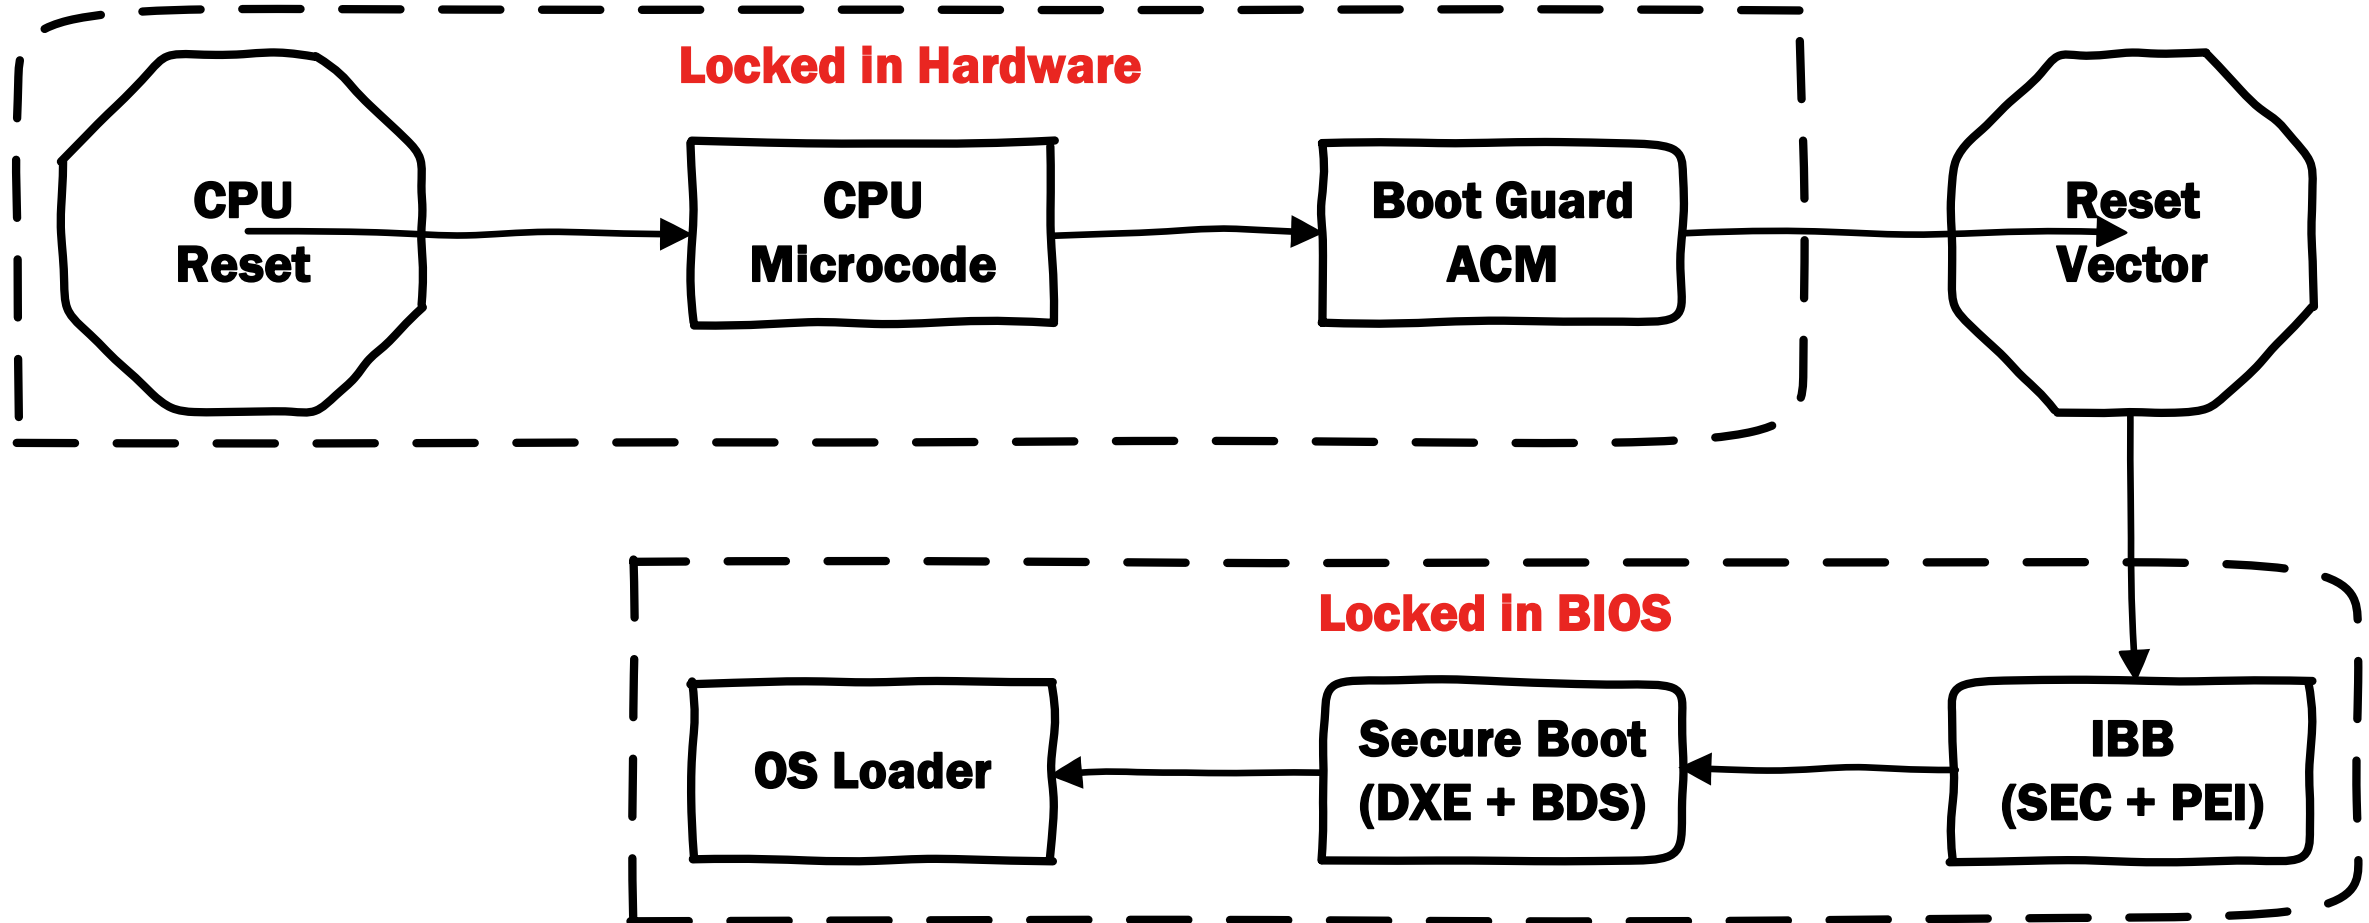 Locked in Hardware
CPU
Reset
CPU
Microcode
Boot Guard
ACM
Reset
Vector
Locked in BIOS
OS Loader
Secure Boot
(DXE + BDS)
IBB
(SEC + PEI)